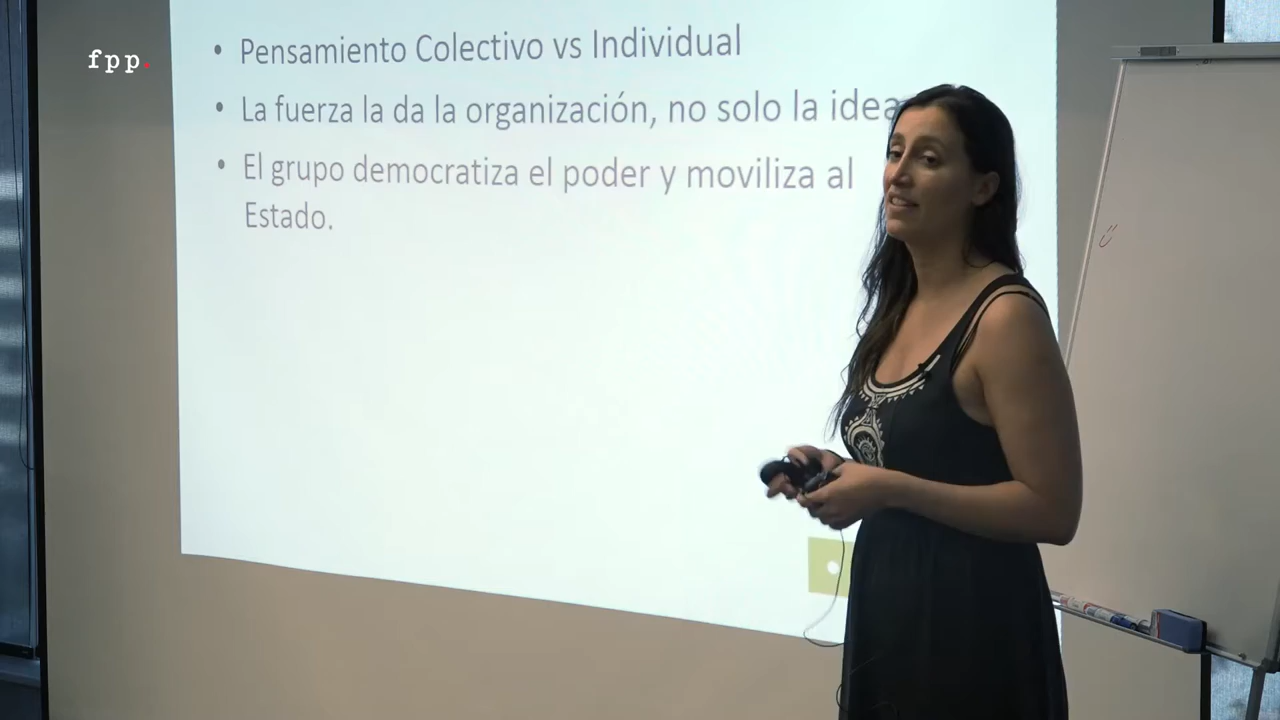 fpp.
• Pensamiento Colectivo vs Individual
• La fuerza la da la organización, no solo la idea
• El grupo democratiza el poder y moviliza al
Estado.